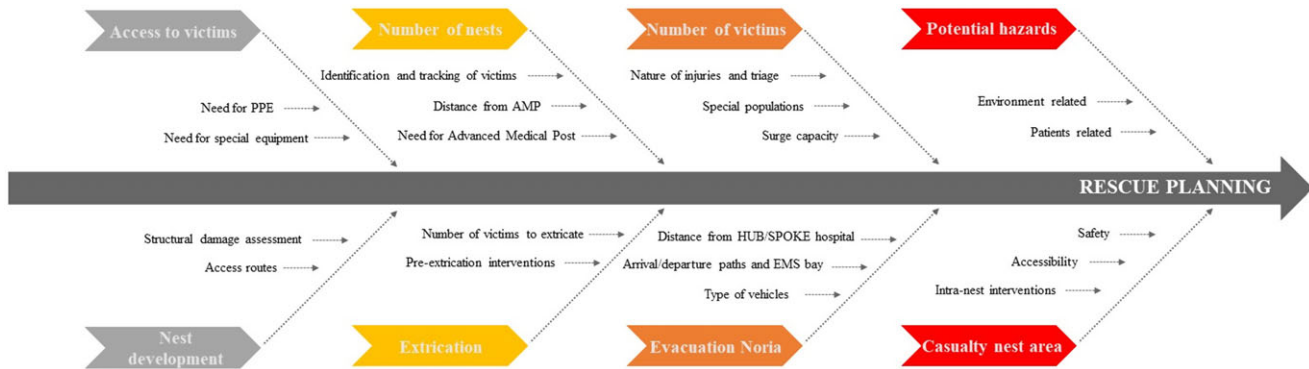 Access to victims
Number of nests
Number of victims
Potential hazards
Identification and tracking of victims
Nature of injuries and triage
Need for PPE
Distance from AMP
Special populations
Environment related
Need for special equipment
Need for Advanced Medical Post
Surge capacity
Patients related
RESCUE PLANNING
Structural damage assessment
Number of victims to extricate
Distance from HUB/SPOKE hospital
Safety
Access routes
Pre-extrication interventions
Arrival/departure paths and EMS bay
Accessibility
Type of vehicles
Intra-nest interventions
Nest
development
Extrication
Evacuation Noria
Casualty nest area